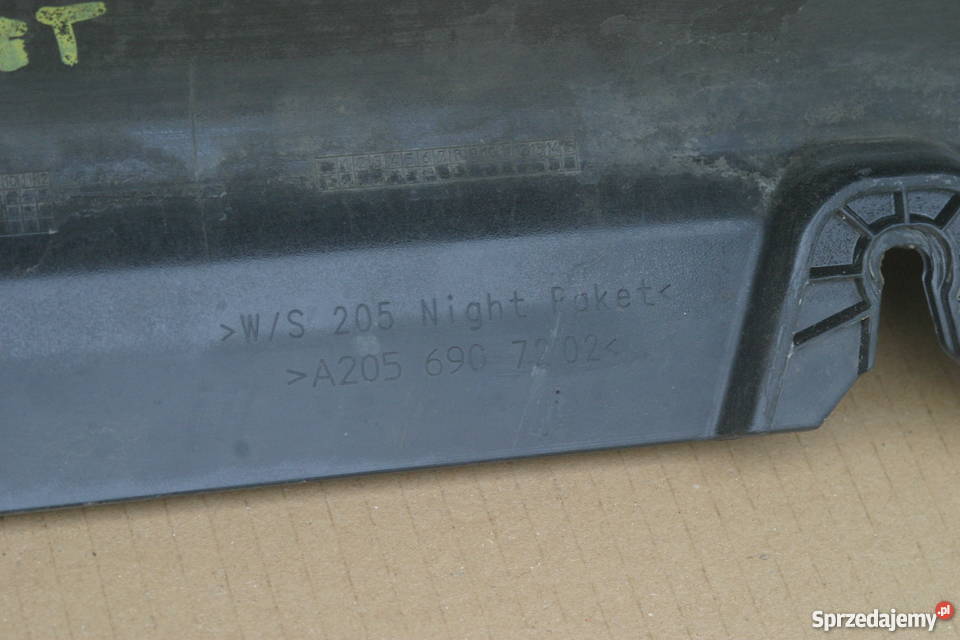 >W/S 205 Night Paket<
>A205 690 72 02<
Sprzedajemy.pl